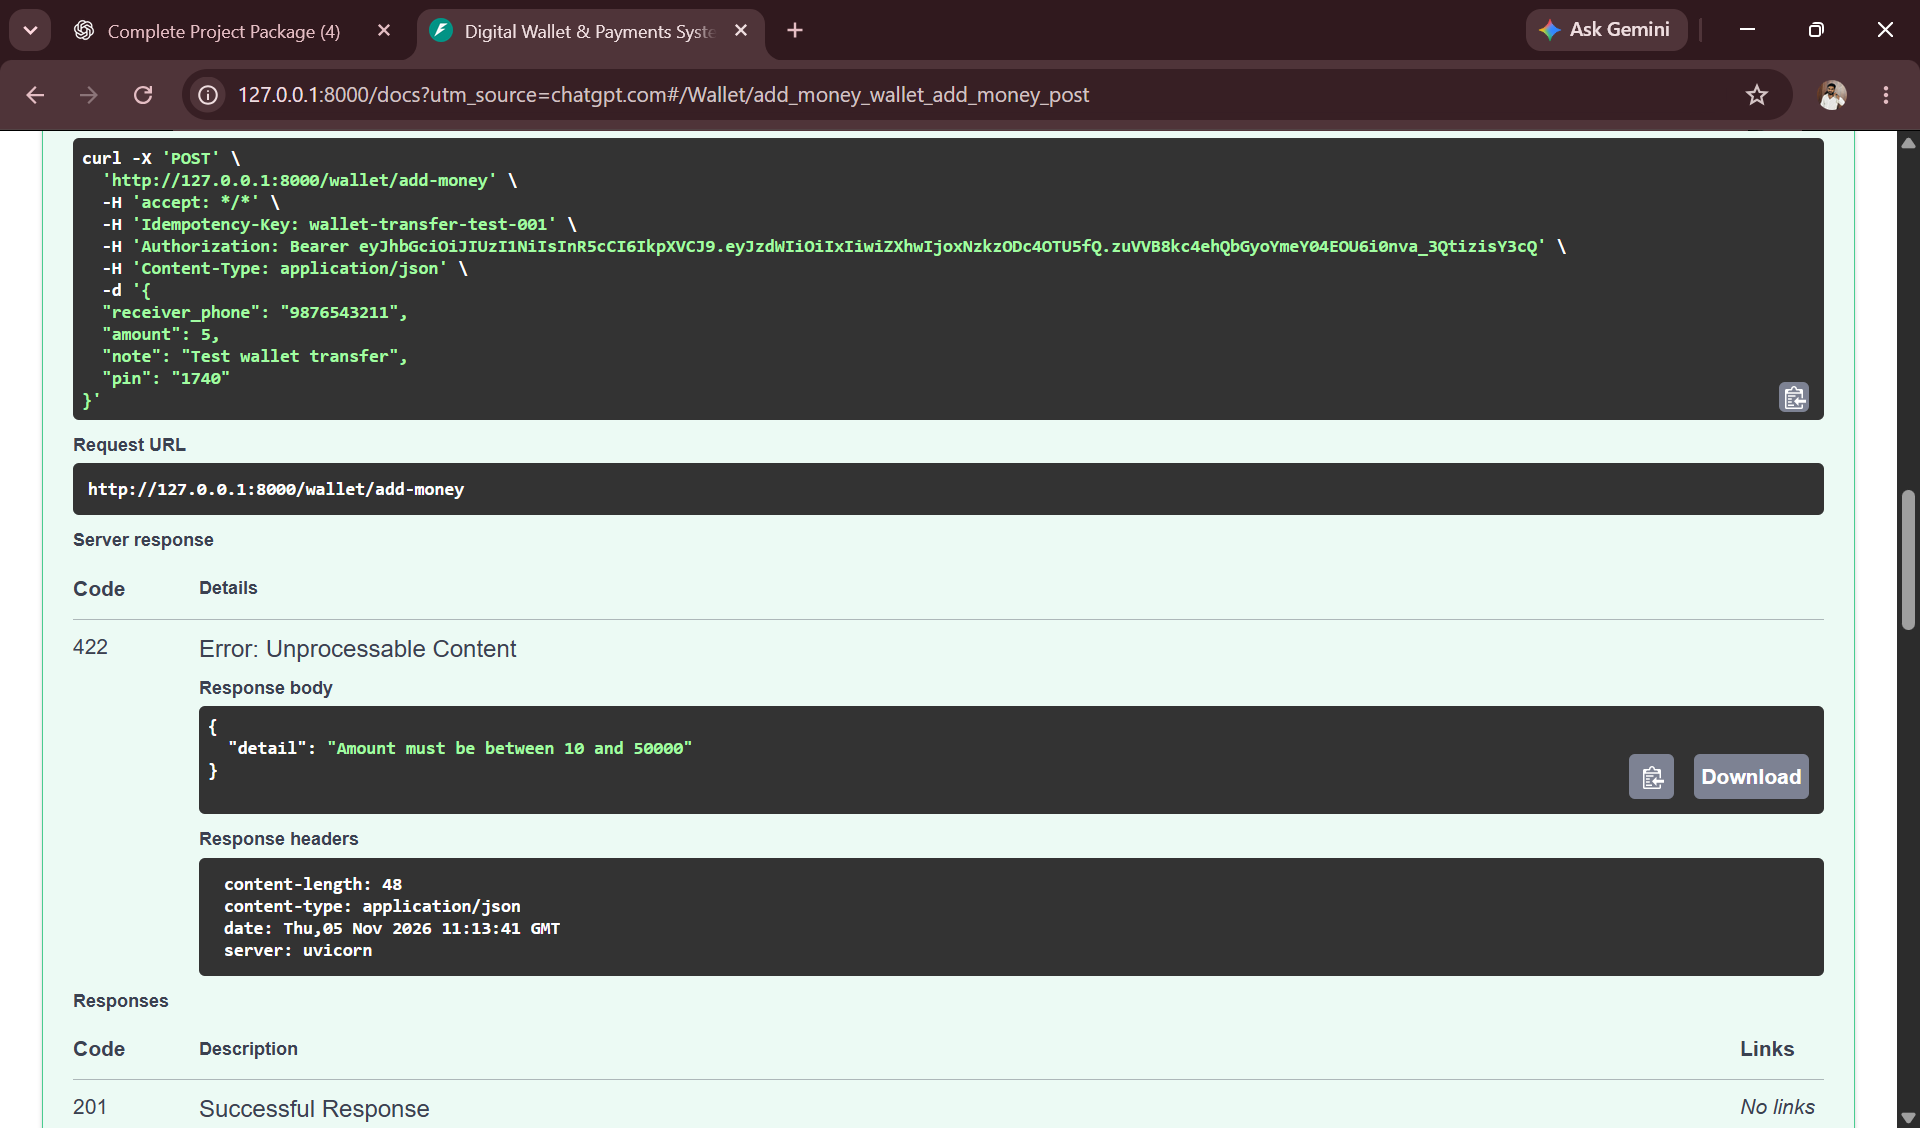 Complete Project Package (4)
Digital Wallet & Payments Syste
Ask Gemini
127.0.0.1:8000/docs?utm_source=chatgpt.com#/Wallet/add_money_wallet_add_money_post
curl -X 'POST' \
'http://127.0.0.1:8000/wallet/add-money' \
-H 'accept: */*' \
-H 'Idempotency-Key: wallet-transfer-test-001' \
-H 'Authorization: Bearer eyJhbGciOiJIUzI1NiIsInR5cCI6IkpXVCJ9.eyJzdWIiOiIxIiwiZXhwIjoxNzkzODc4OTU5fQ.zuVVB8kc4ehQbGyoYmeY04EOU6i0nva_3QtizisY3cQ' \
-H 'Content-Type: application/json' \
-d '{
"receiver_phone": "9876543211",
"amount": 5,
"note": "Test wallet transfer",
"pin": "1740"
}'
Request URL
http://127.0.0.1:8000/wallet/add-money
Server response
Code Details
422 Error: Unprocessable Content
Response body
{
"detail": "Amount must be between 10 and 50000"
}
Download
Response headers
content-length: 48
content-type: application/json
date: Thu,05 Nov 2026 11:13:41 GMT
server: uvicorn
Responses
Code Description Links
201 Successful Response No links